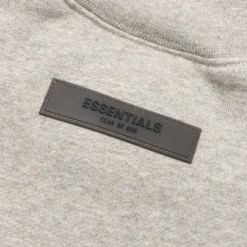 ESSENTIALS
FEAR OF GOD